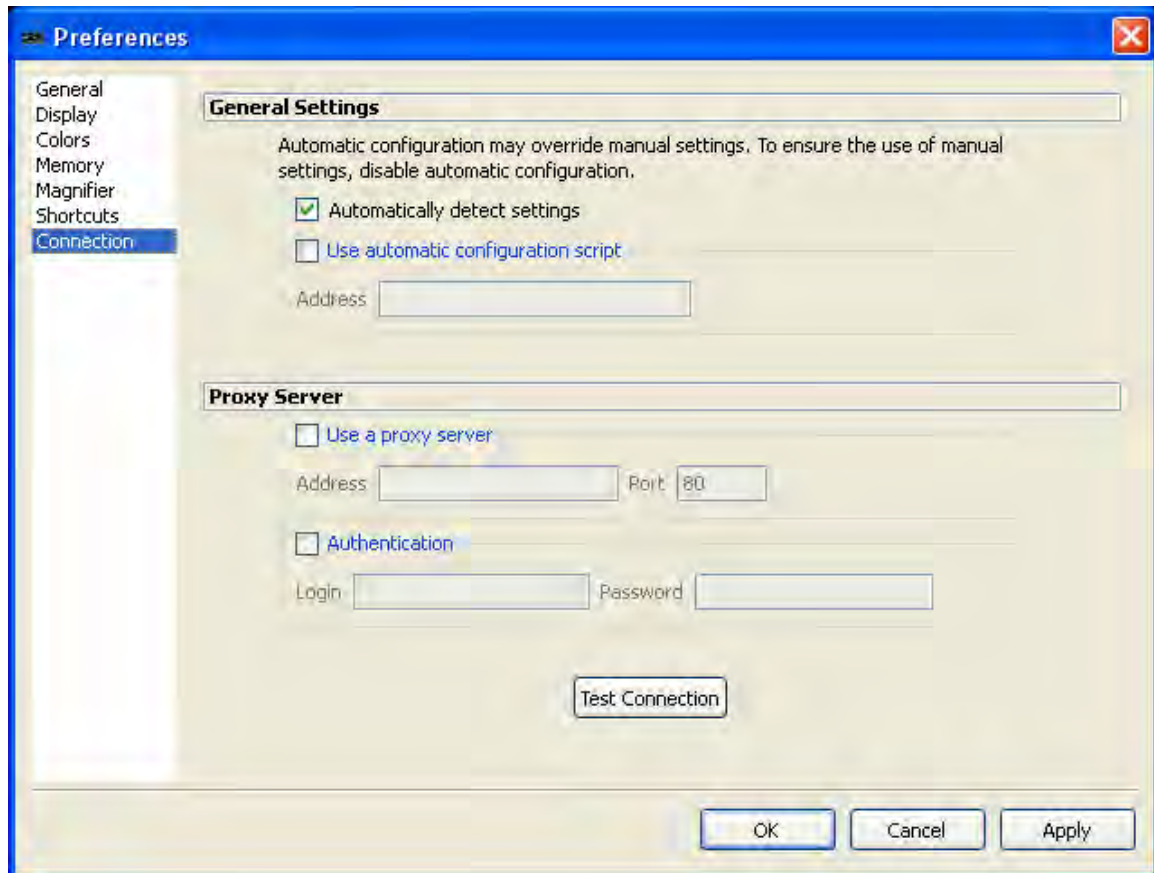 Preferences
General
Display
Colors
Memory
Magnifier
Shortcuts
Connection
General Settings
Automatic configuration may override manual settings. To ensure the use of manual
settings, disable automatic configuration.
Automatically detect settings
Use automatic configuration script
Address
Proxy Server
Use a proxy server
Address Port 80
Authentication
Login Password
Test Connection
OK Cancel Apply